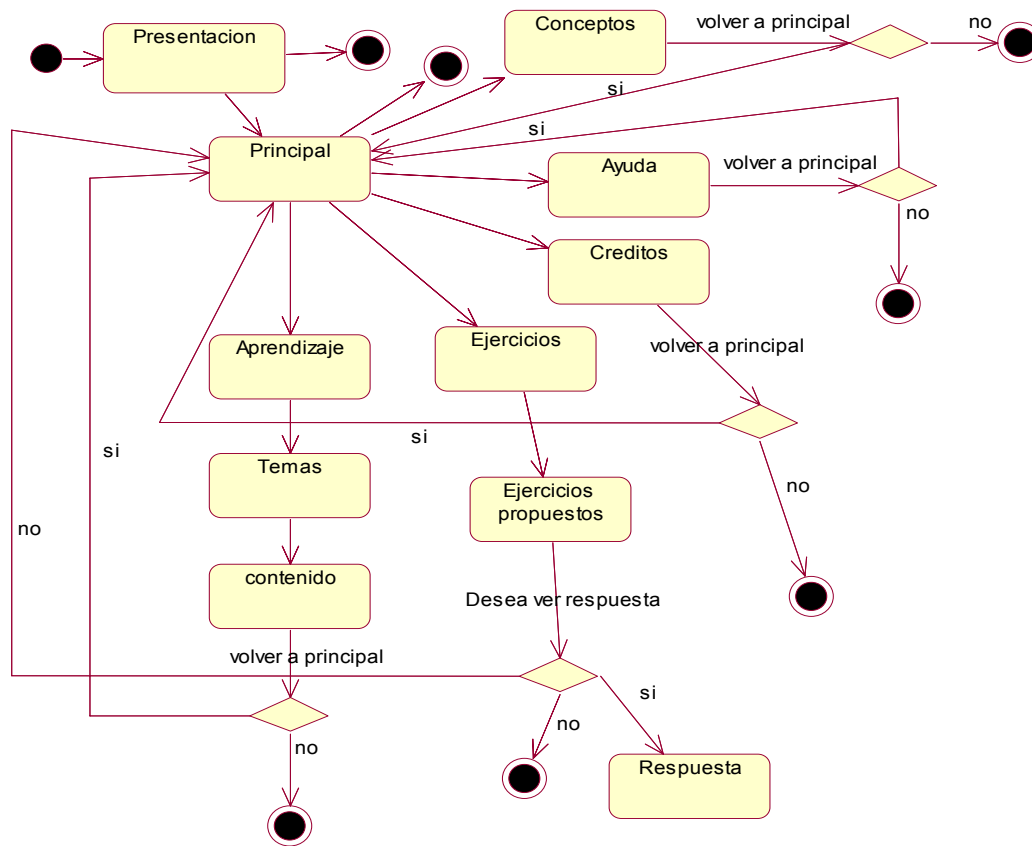 Conceptos
volver a principal
no
Presentacion
si
si
Principal
Ayuda
volver a principal
no
Creditos
Aprendizaje
Ejercicios
volver a principal
si
si
Temas
Ejercicios
propuestos
no
no
contenido
Desea ver respuesta
volver a principal
si
no
no
Respuesta